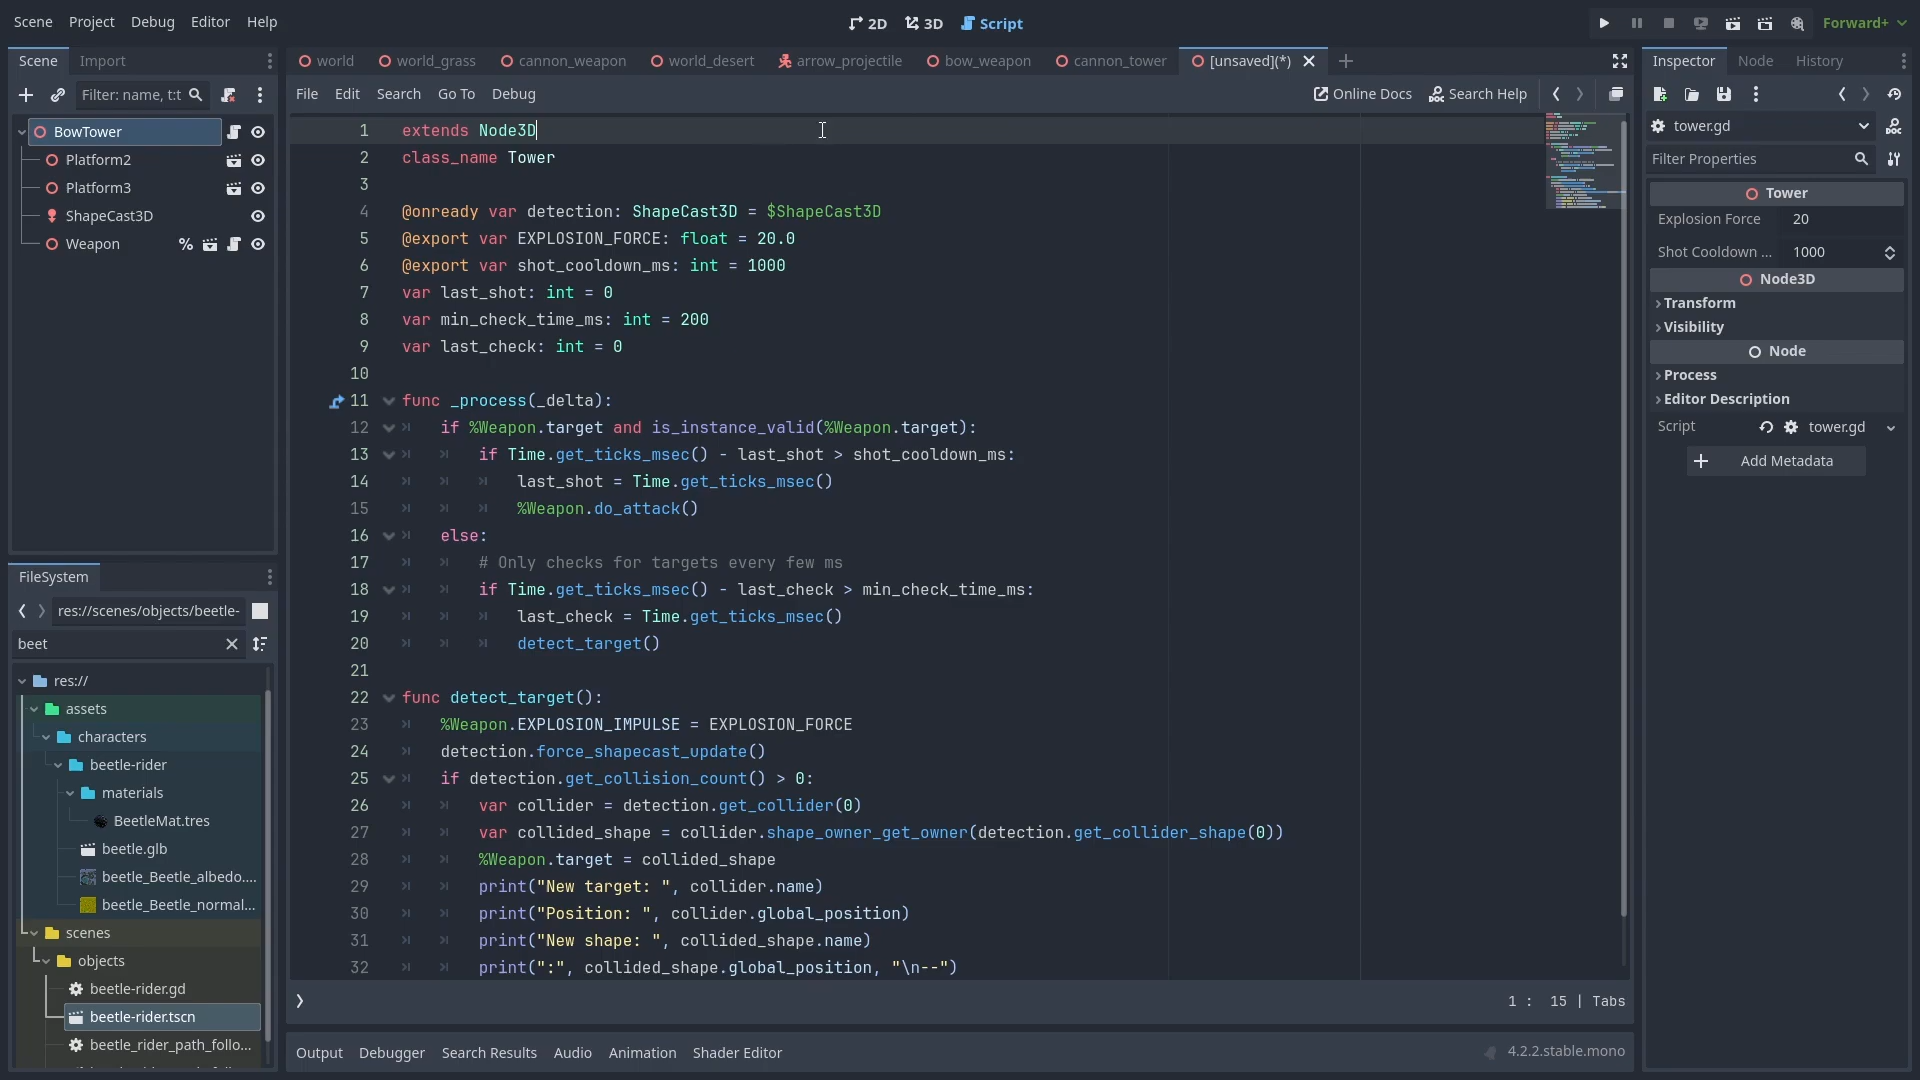 Scene Project Debug Editor Help
2D 3D Script
Forward+
Scene Import
Filter: name, t:t
BowTower
Platform2
Platform3
ShapeCast3D
Weapon %
FileSystem
res://scenes/objects/beetle-
beet
res://
assets
characters
beetle-rider
materials
BeetleMat.tres
beetle.glb
beetle_Beetle_albedo....
beetle_Beetle_normal...
scenes
objects
beetle-rider.gd
beetle-rider.tscn
beetle_rider_path_follo...
world world_grass cannon_weapon world_desert arrow_projectile bow_weapon cannon_tower [unsaved](*)
File Edit Search Go To Debug
Online Docs Search Help
1 extends Node3D
2 class_name Tower
3
4 @onready var detection: ShapeCast3D = $ShapeCast3D
5 @export var EXPLOSION_FORCE: float = 20.0
6 @export var shot_cooldown_ms: int = 1000
7 var last_shot: int = 0
8 var min_check_time_ms: int = 200
9 var last_check: int = 0
10
11 func _process(_delta):
12 if %Weapon.target and is_instance_valid(%Weapon.target):
13 if Time.get_ticks_msec() - last_shot > shot_cooldown_ms:
14 last_shot = Time.get_ticks_msec()
15 %Weapon.do_attack()
16 else:
17 # Only checks for targets every few ms
18 if Time.get_ticks_msec() - last_check > min_check_time_ms:
19 last_check = Time.get_ticks_msec()
20 detect_target()
21
22 func detect_target():
23 %Weapon.EXPLOSION_IMPULSE = EXPLOSION_FORCE
24 detection.force_shapecast_update()
25 if detection.get_collision_count() > 0:
26 var collider = detection.get_collider(0)
27 var collided_shape = collider.shape_owner_get_owner(detection.get_collider_shape(0))
28 %Weapon.target = collided_shape
29 print("New target: ", collider.name)
30 print("Position: ", collider.global_position)
31 print("New shape: ", collided_shape.name)
32 print(":", collided_shape.global_position, "\n--")
1 : 15 | Tabs
Output Debugger Search Results Audio Animation Shader Editor
4.2.2.stable.mono
Inspector Node History
tower.gd
DOC
Filter Properties
Tower
Explosion Force 20
Shot Cooldown ... 1000
Node3D
Transform
Visibility
Node
Process
Editor Description
Script tower.gd
Add Metadata